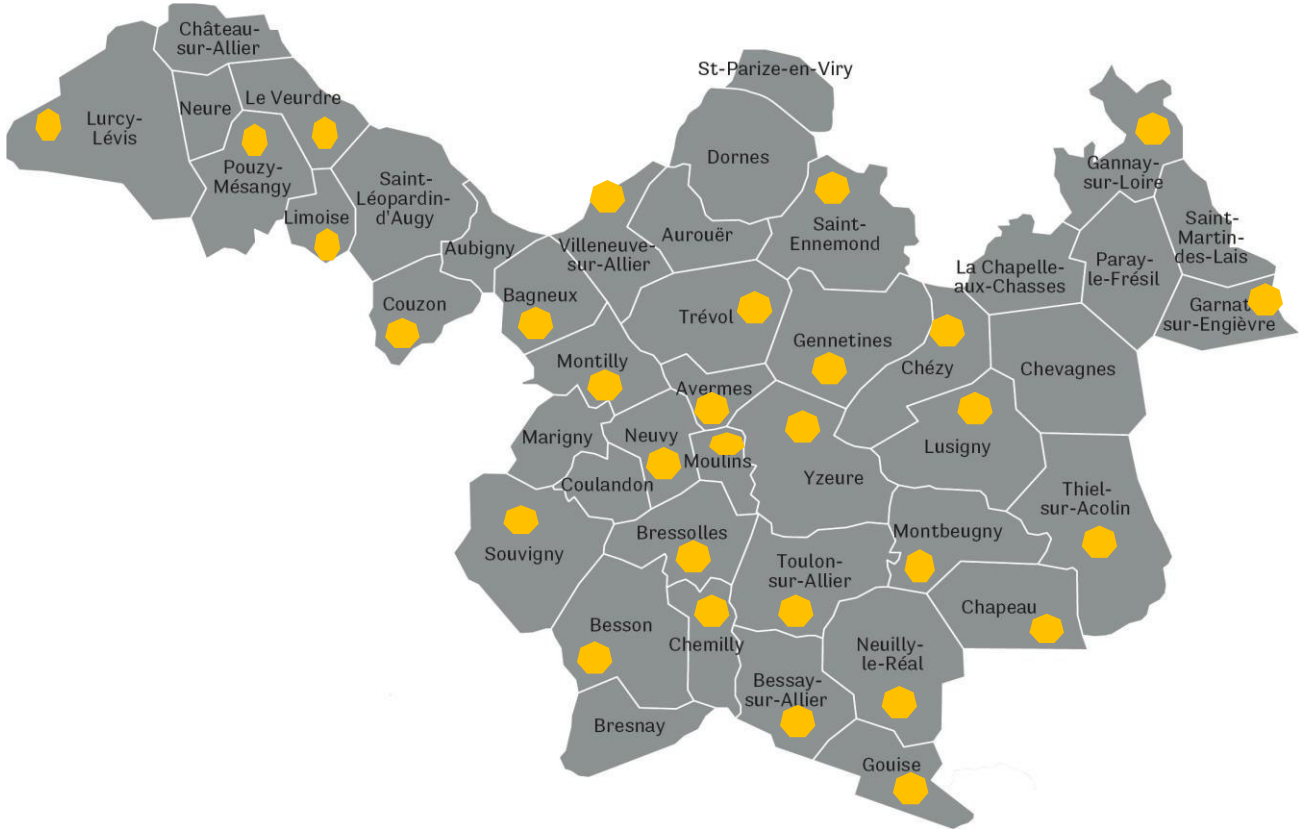 Château-
sur-Allier
St-Parize-en-Viry
Lurcy-
Lévis
Neure
Le Veurdre
Pouzy-
Mésangy
Limoise
Saint-
Léopardin-
d'Augy
Aubigny
Couzon
Bagneux
Villeneuve-
sur-Allier
Aurouër
Dornes
Saint-
Ennemond
Gannay-
sur-Loire
Saint-
Martin-
des-Lais
La Chapelle-
aux-Chasses
Paray-
le-Frésil
Garnat
sur-Engièvre
Trévol
Gennetines
Chézy
Chevagnes
Montilly
Avermes
Marigny
Neuvy
Moulins
Lusigny
Coulandon
Yzeure
Thiel-
sur-Acolin
Souvigny
Bressolles
Montbeugny
Toulon-
sur-Allier
Besson
Chemilly
Chapeau
Neuilly-
le-Réal
Bessay-
sur-Allier
Bresnay
Gouise